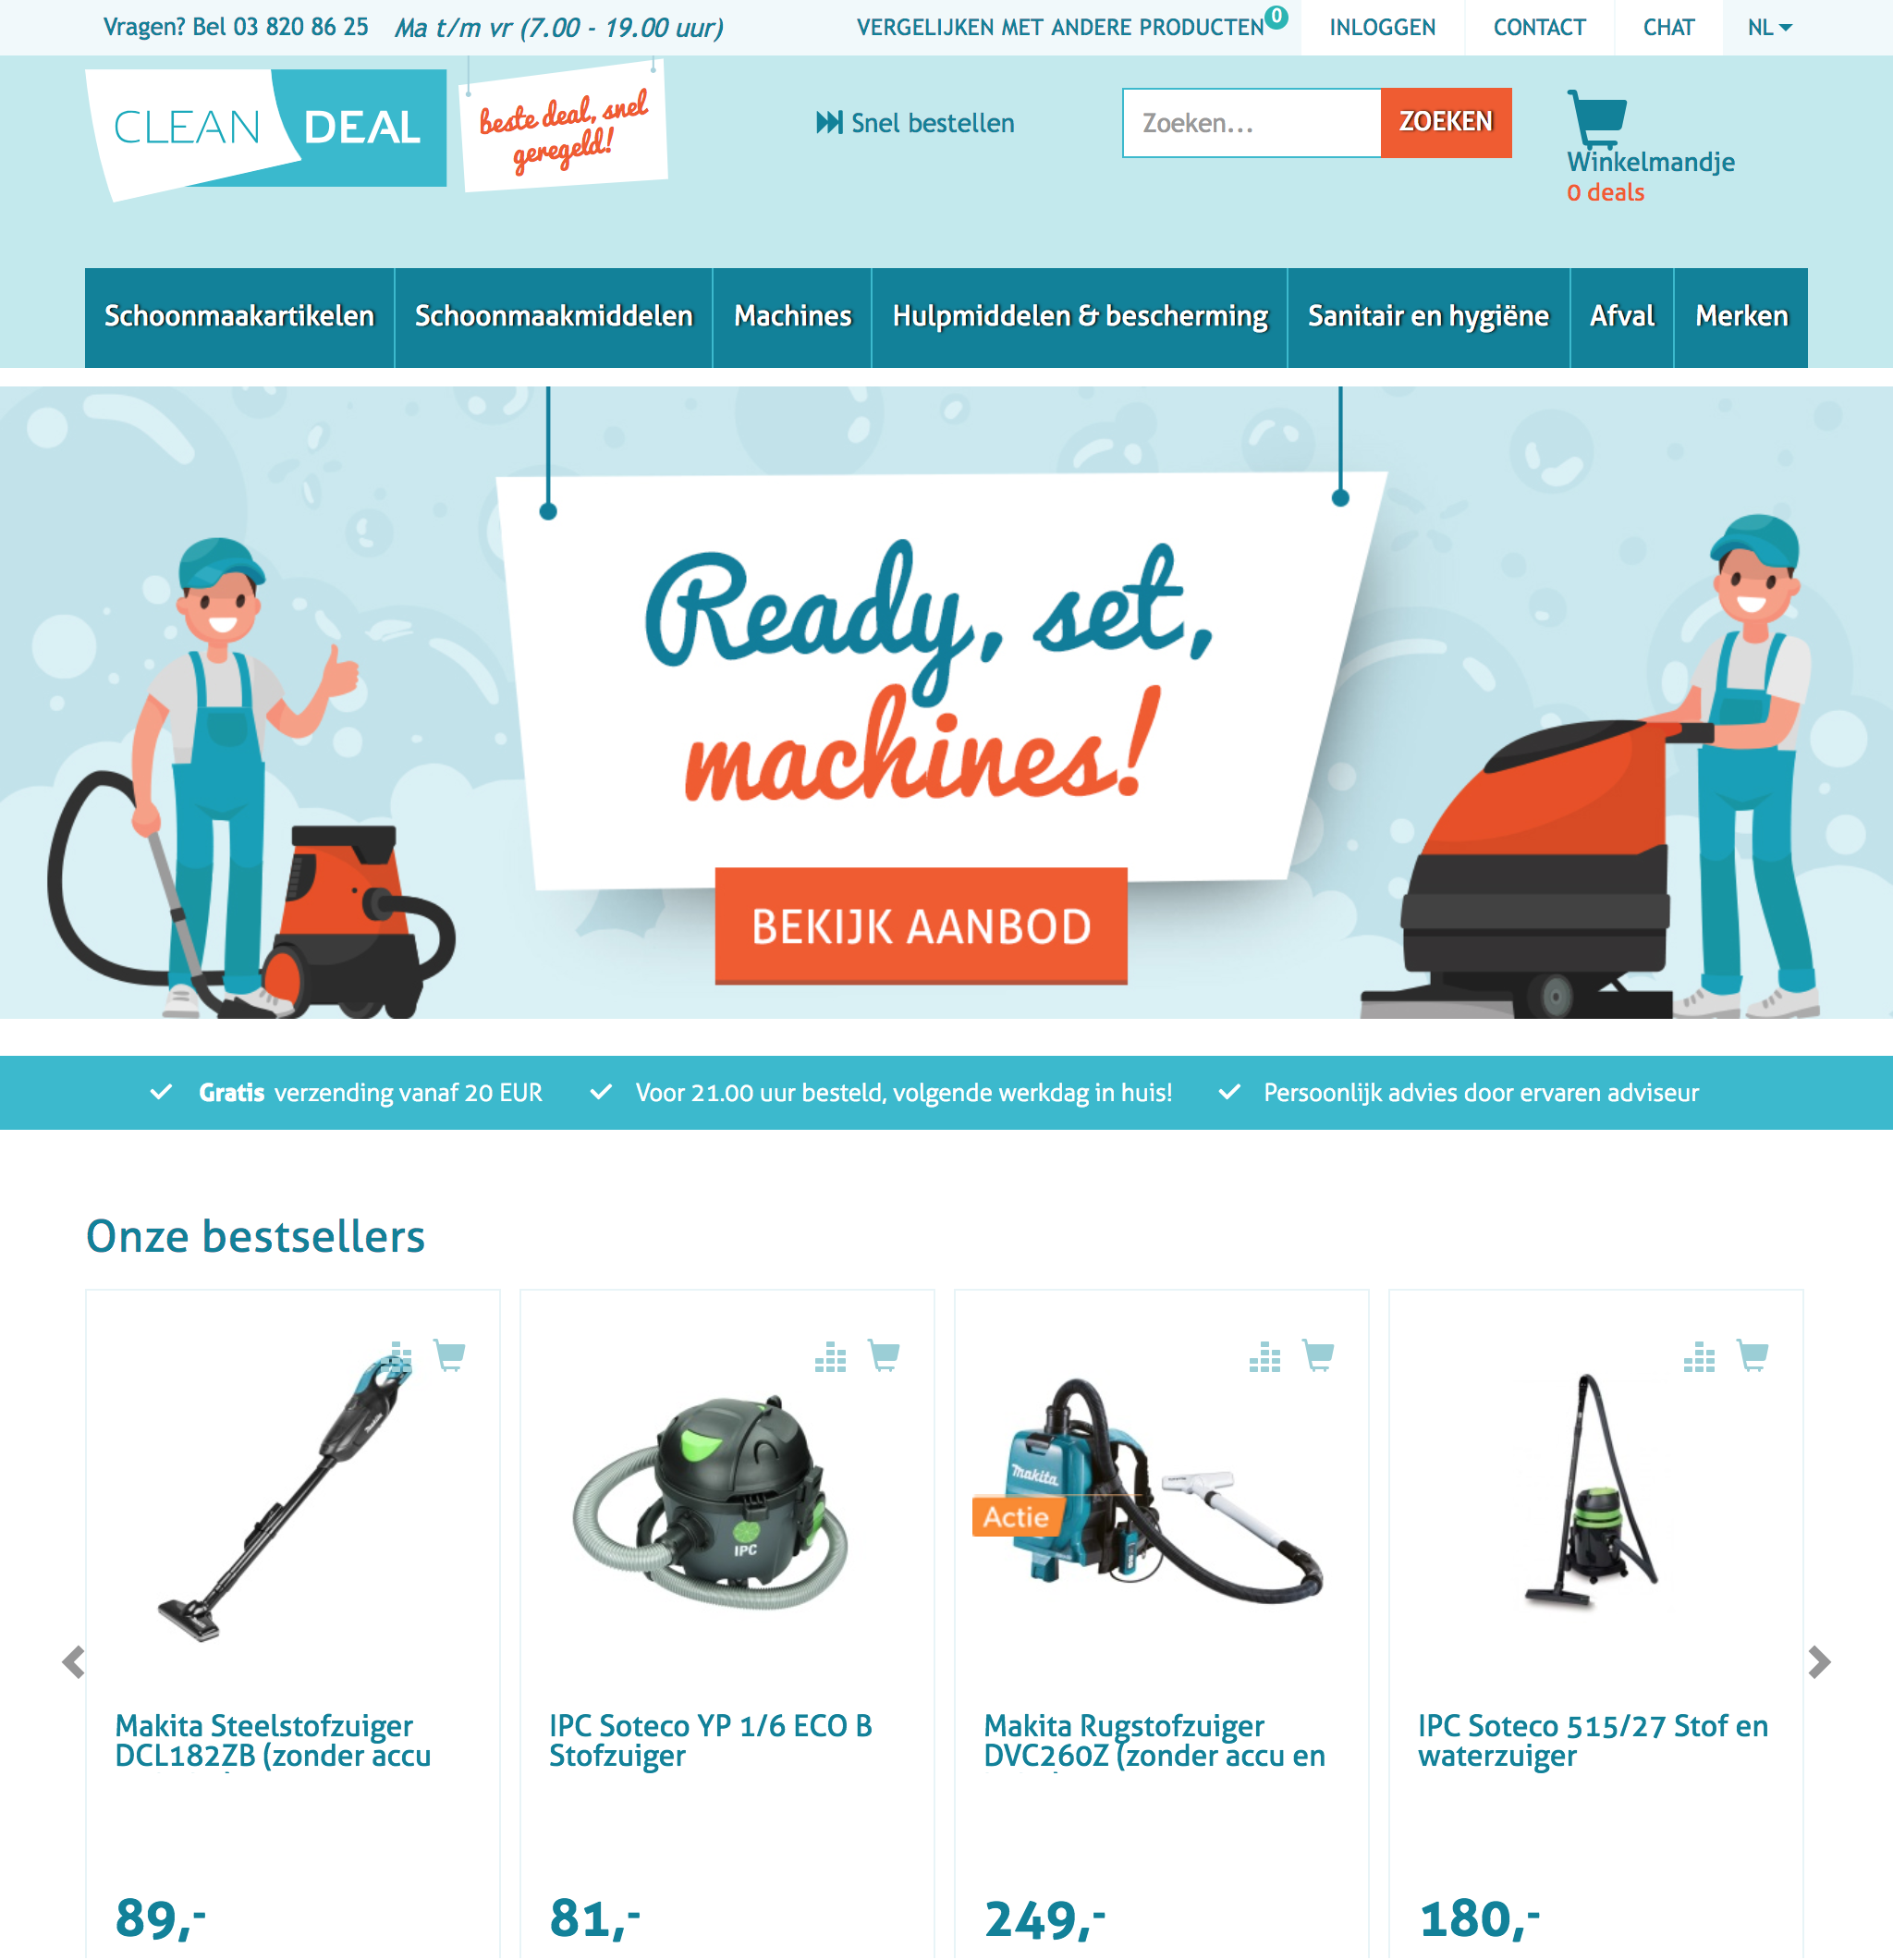 Vragen? Bel 03 820 86 25 Ma t/m vr (7.00 - 19.00 uur) VERGELIJKEN MET ANDERE PRODUCTEN 0 INLOGGEN CONTACT CHAT NL
CLEAN DEAL
beste deal, snel
geregeld!
Snel bestellen
Zoeken...
ZOEKEN
Winkelmandje
0 deals
Schoonmaakartikelen Schoonmaakmiddelen Machines Hulpmiddelen & bescherming Sanitair en hygiëne Afval Merken
Ready, set,
machines!
BEKIJK AANBOD
Gratis verzending vanaf 20 EUR Voor 21.00 uur besteld, volgende werkdag in huis! Persoonlijk advies door ervaren adviseur
Onze bestsellers
IPC
makita
Actie
Makita Steelstofzuiger
DCL182ZB (zonder accu
89,-
IPC Soteco YP 1/6 ECO B
Stofzuiger
81,-
Makita Rugstofzuiger
DVC260Z (zonder accu en
249,-
IPC Soteco 515/27 Stof en
waterzuiger
180,-